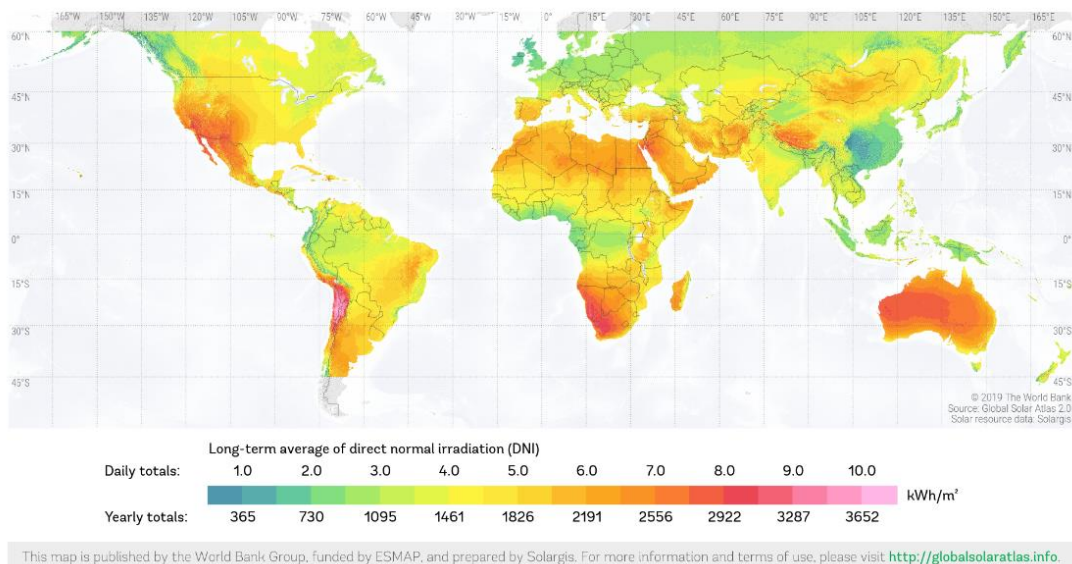 165°W 150°W 135°W 120°W 105°W 90°W 75°W 60°W 45°W 30°W 15°W 0° 15°E 30°E 45°E 60°E 75°E 90°E 105°E 120°E 135°E 150°E 165°E
60°N 60°N
45°N 45°N
30°N 30°N
15°N 15°N
0° 0°
15°S 15°S
30°S 30°S
45°S 45°S
© 2019 The World Bank
Source: Global Solar Atlas 2.0
Solar resource data: Solargis
Long-term average of direct normal irradiation (DNI)
Daily totals: 1.0 2.0 3.0 4.0 5.0 6.0 7.0 8.0 9.0 10.0
kWh/m²
Yearly totals: 365 730 1095 1461 1826 2191 2556 2922 3287 3652
This map is published by the World Bank Group, funded by ESMAP, and prepared by Solargis. For more information and terms of use, please visit http://globalsolaratlas.info.